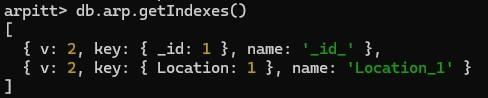 arpitt> db.arp.getIndexes()
[
  { v: 2, key: { _id: 1 }, name: '_id_' },
  { v: 2, key: { Location: 1 }, name: 'Location_1' }
]